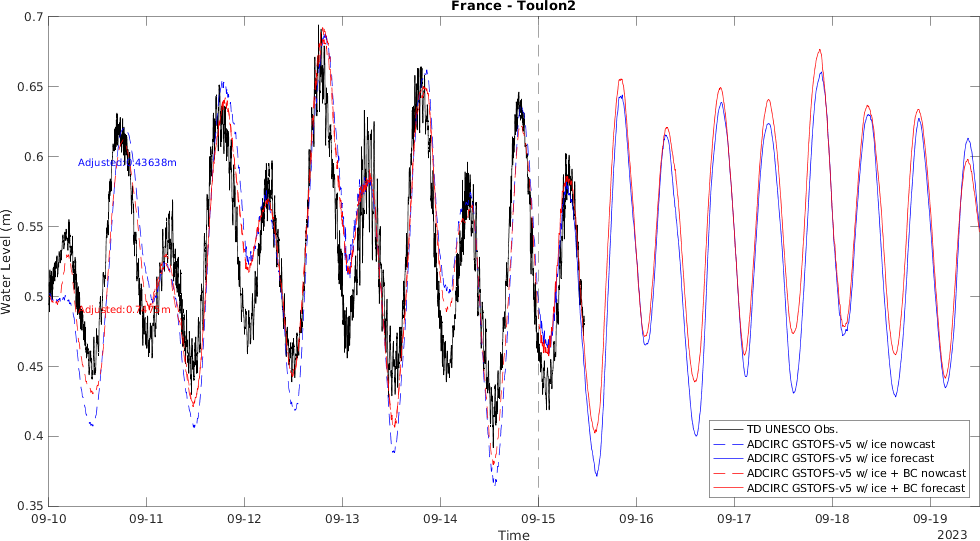 France - Toulon2
0.7
0.65
0.6
0.55
0.5
0.45
0.4
0.35
Water Level (m)
Adjusted:0.43638m
TD UNESCO Obs.
ADCIRC GSTOFS-v5 w/ ice nowcast
ADCIRC GSTOFS-v5 w/ ice forecast
ADCIRC GSTOFS-v5 w/ ice + BC nowcast
ADCIRC GSTOFS-v5 w/ ice + BC forecast
09-10 09-11 09-12 09-13 09-14 09-15 09-16 09-17 09-18 09-19
Time
2023